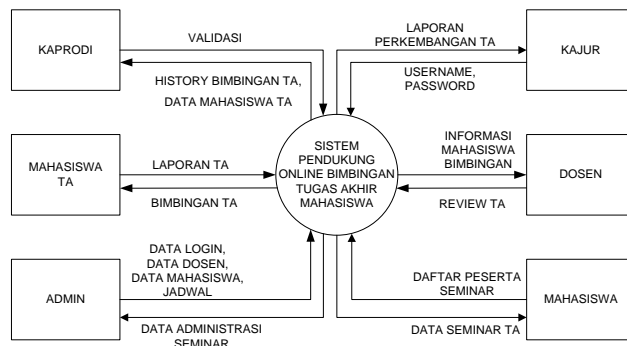 KAPRODI
VALIDASI
HISTORY BIMBINGAN TA,
DATA MAHASISWA TA
LAPORAN
PERKEMBANGAN TA
USERNAME,
PASSWORD
KAJUR
MAHASISWA
TA
LAPORAN TA
BIMBINGAN TA
SISTEM
PENDUKUNG
ONLINE BIMBINGAN
TUGAS AKHIR
MAHASISWA
INFORMASI
MAHASISWA
BIMBINGAN
REVIEW TA
DOSEN
ADMIN
DATA LOGIN,
DATA DOSEN,
DATA MAHASISWA,
JADWAL
DATA ADMINISTRASI
SEMINAR
DAFTAR PESERTA
SEMINAR
DATA SEMINAR TA
MAHASISWA